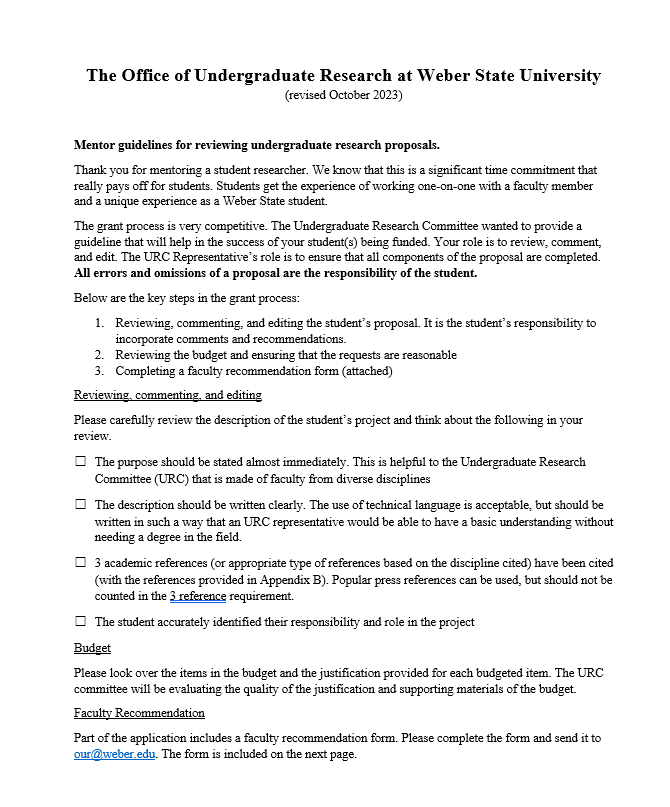 The Office of Undergraduate Research at Weber State University
(revised October 2023)
Mentor guidelines for reviewing undergraduate research proposals.
Thank you for mentoring a student researcher. We know that this is a significant time commitment that
really pays off for students. Students get the experience of working one-on-one with a faculty member
and a unique experience as a Weber State student.
The grant process is very competitive. The Undergraduate Research Committee wanted to provide a
guideline that will help in the success of your student(s) being funded. Your role is to review, comment,
and edit. The URC Representative's role is to ensure that all components of the proposal are completed.
All errors and omissions of a proposal are the responsibility of the student.
Below are the key steps in the grant process:
1. Reviewing, commenting, and editing the student's proposal. It is the student's responsibility to
incorporate comments and recommendations.
2. Reviewing the budget and ensuring that the requests are reasonable
3. Completing a faculty recommendation form (attached)
Reviewing, commenting, and editing
Please carefully review the description of the student's project and think about the following in your
review.
☐ The purpose should be stated almost immediately. This is helpful to the Undergraduate Research
Committee (URC) that is made of faculty from diverse disciplines
☐ The description should be written clearly. The use of technical language is acceptable, but should be
written in such a way that an URC representative would be able to have a basic understanding without
needing a degree in the field.
☐ 3 academic references (or appropriate type of references based on the discipline cited) have been cited
(with the references provided in Appendix B). Popular press references can be used, but should not be
counted in the 3 reference requirement.
☐ The student accurately identified their responsibility and role in the project
Budget
Please look over the items in the budget and the justification provided for each budgeted item. The URC
committee will be evaluating the quality of the justification and supporting materials of the budget.
Faculty Recommendation
Part of the application includes a faculty recommendation form. Please complete the form and send it to
our@weber.edu. The form is included on the next page.